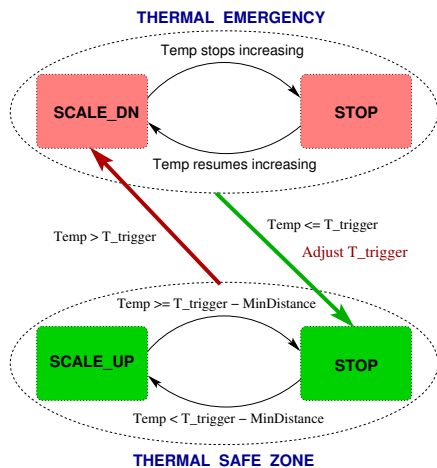 THERMAL EMERGENCY
Temp stops increasing
SCALE_DN
STOP
Temp resumes increasing
Temp > T_trigger
Temp <= T_trigger
Adjust T_trigger
Temp >= T_trigger − MinDistance
SCALE_UP
STOP
Temp < T_trigger − MinDistance
THERMAL SAFE ZONE